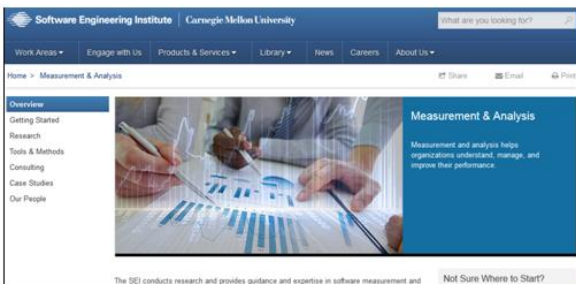 Software Engineering Institute | Carnegie Mellon University
What are you looking for?
Work Areas Engage with Us Products & Services Library News Careers About Us
Home > Measurement & Analysis
Share Email Print
Overview
Getting Started
Research
Tools & Methods
Consulting
Case Studies
Our People
Measurement & Analysis
Measurement and analysis helps
organizations understand, manage, and
improve their performance.
The SEI conducts research and provides guidance and expertise in software measurement and
Not Sure Where to Start?